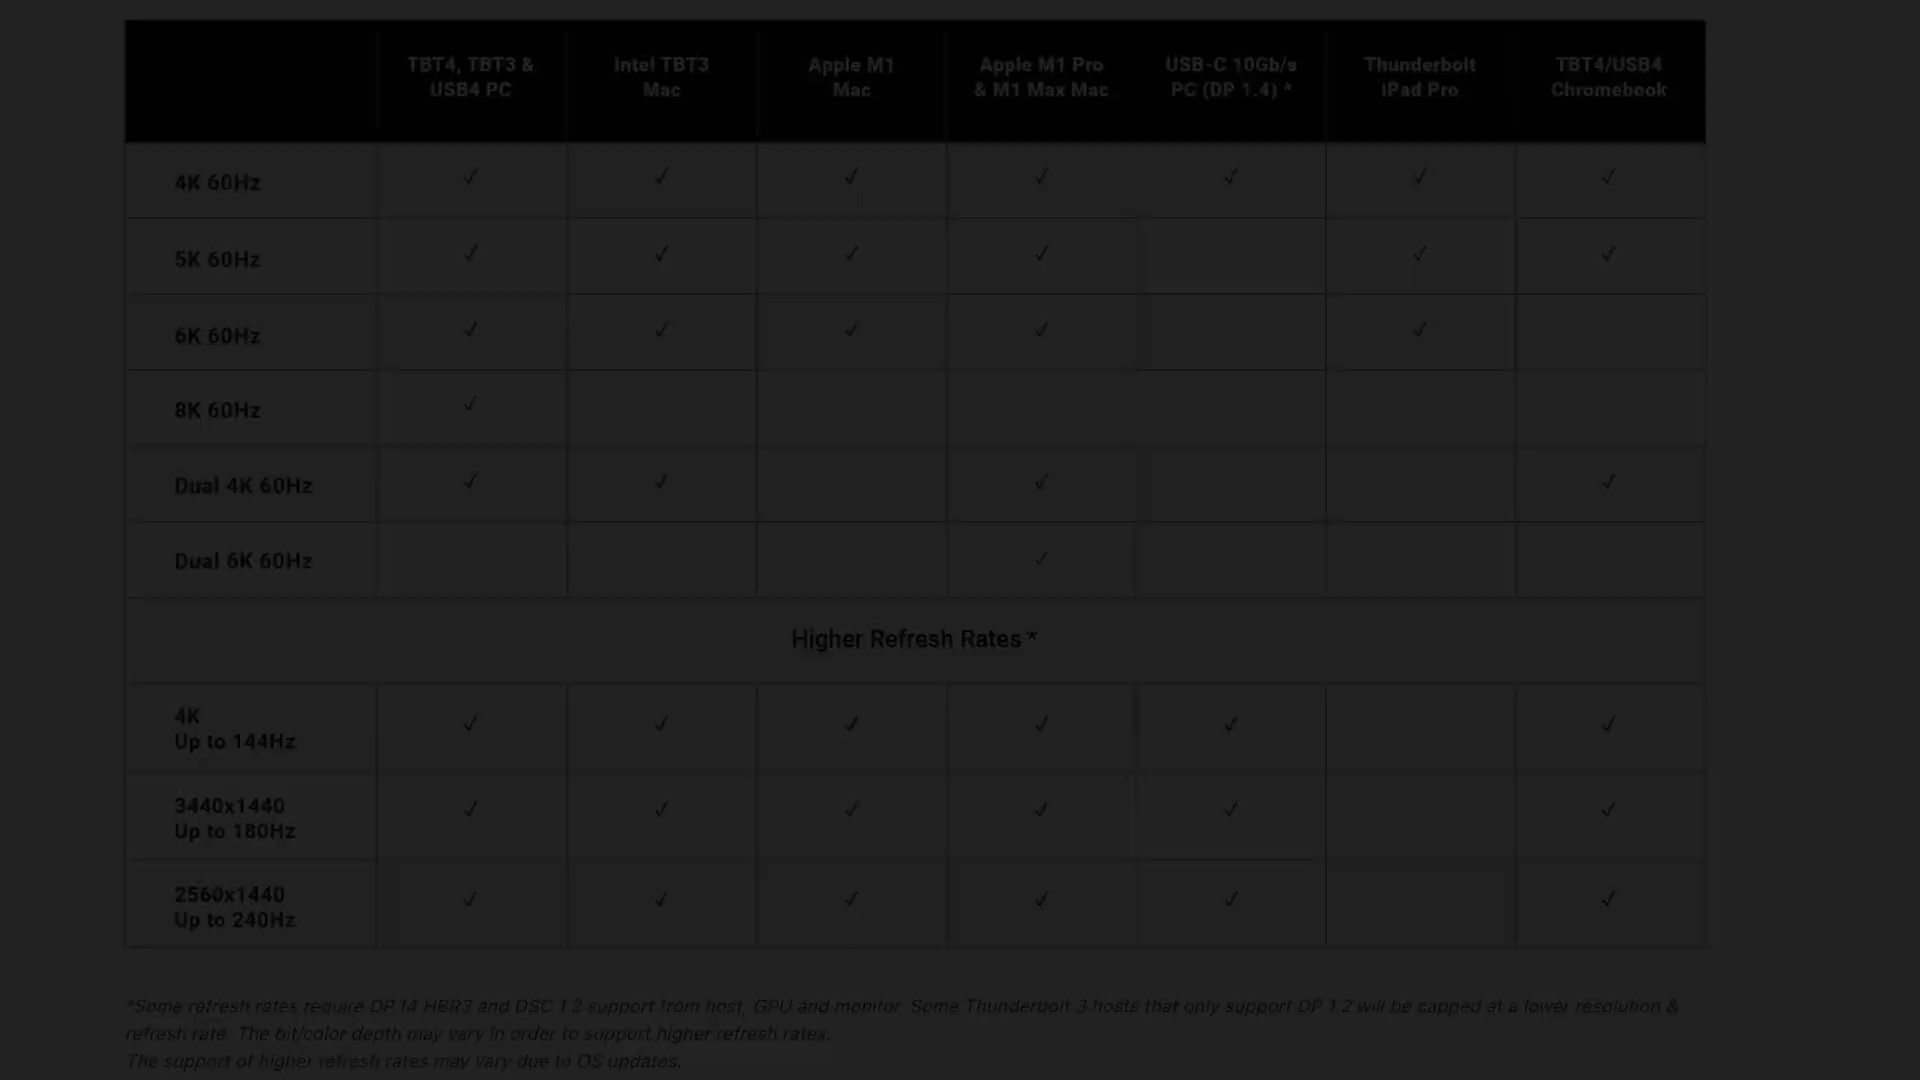 TBT4, TBT3 & USB4 PC
Intel TBT3 Mac
Apple M1 Mac
Apple M1 Pro & M1 Max Mac
USB-C 10Gb/s PC (DP 1.4) *
Thunderbolt iPad Pro
TBT4/USB4 Chromebook
4K 60Hz ✓ ✓ ✓ ✓ ✓ ✓ ✓
5K 60Hz ✓ ✓ ✓ ✓ ✓ ✓
6K 60Hz ✓ ✓ ✓ ✓ ✓
8K 60Hz ✓
Dual 4K 60Hz ✓ ✓ ✓ ✓
Dual 6K 60Hz ✓
Higher Refresh Rates *
4K
Up to 144Hz ✓ ✓ ✓ ✓ ✓ ✓
3440x1440
Up to 180Hz ✓ ✓ ✓ ✓ ✓ ✓
2560x1440
Up to 240Hz ✓ ✓ ✓ ✓ ✓ ✓
*Some refresh rates require DP 1.4 HBR3 and DSC 1.2 support from host, GPU and monitor. Some Thunderbolt 3 hosts that only support DP 1.2 will be capped at a lower resolution &
refresh rate. The bit/color depth may vary in order to support higher refresh rates.
The support of higher refresh rates may vary due to OS updates.